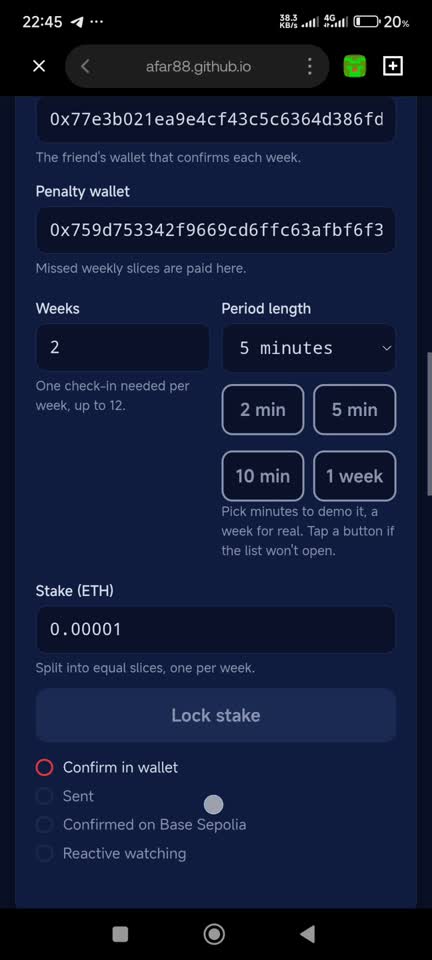 22:45
38.3 KB/s 4G 20%
afar88.github.io
0x77e3b021ea9e4cf43c5c6364d386fd
The friend's wallet that confirms each week.
Penalty wallet
0x759d753342f9669cd6ffc63afbf6f3
Missed weekly slices are paid here.
Weeks
Period length
2
5 minutes
One check-in needed per
week, up to 12.
2 min
5 min
10 min
1 week
Pick minutes to demo it, a
week for real. Tap a button if
the list won't open.
Stake (ETH)
0.00001
Split into equal slices, one per week.
Lock stake
Confirm in wallet
Sent
Confirmed on Base Sepolia
Reactive watching